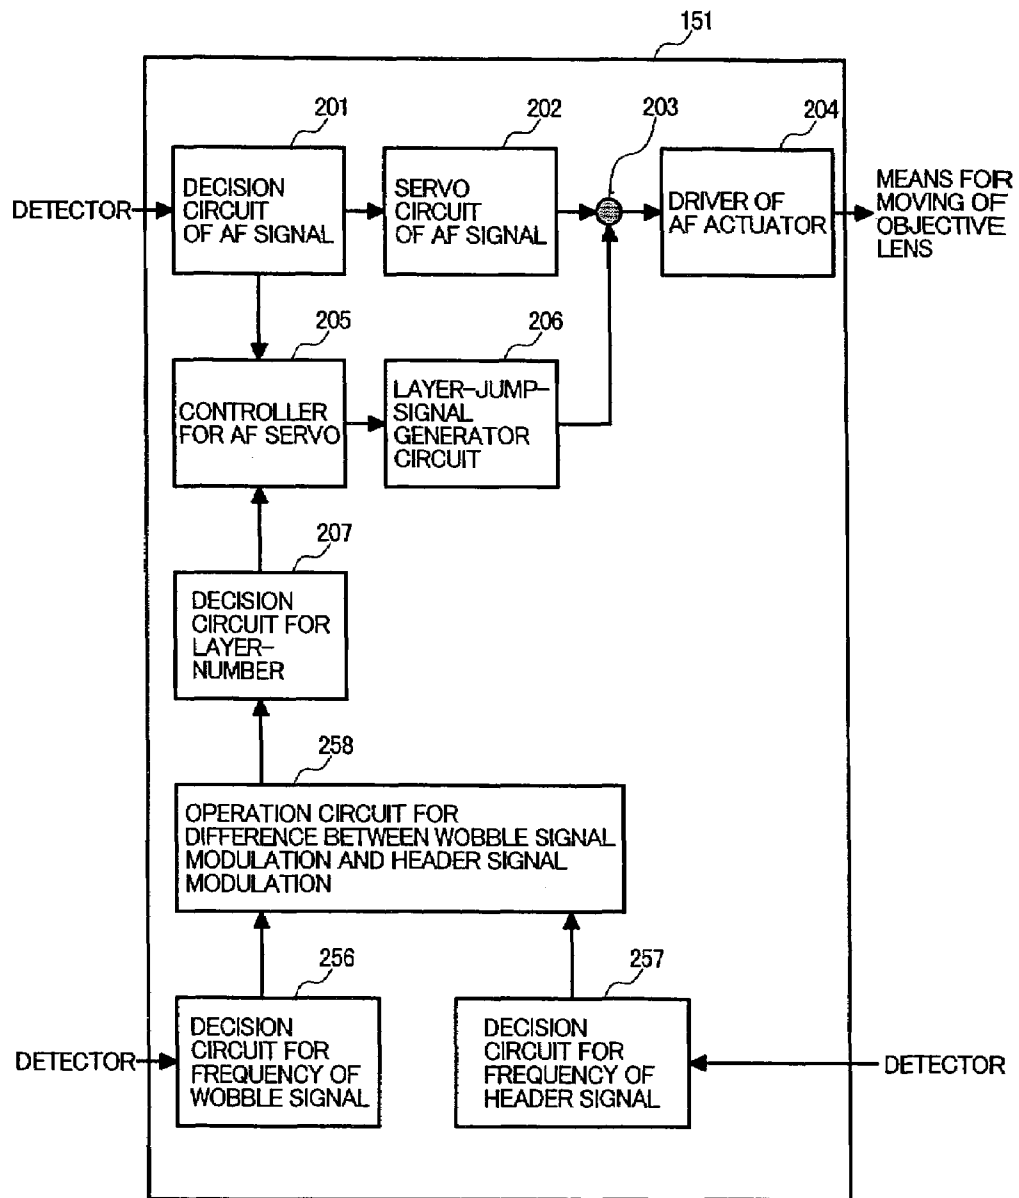 151
201
202
203
204
DETECTOR
DECISION
CIRCUIT
OF AF SIGNAL
SERVO
CIRCUIT
OF AF SIGNAL
DRIVER OF
AF ACTUATOR
MEANS FOR
MOVING OF
OBJECTIVE
LENS
205
206
CONTROLLER
FOR AF SERVO
LAYER-JUMP-
SIGNAL
GENERATOR
CIRCUIT
207
DECISION
CIRCUIT FOR
LAYER-
NUMBER
258
OPERATION CIRCUIT FOR
DIFFERENCE BETWEEN WOBBLE SIGNAL
MODULATION AND HEADER SIGNAL
MODULATION
256
257
DETECTOR
DECISION
CIRCUIT FOR
FREQUENCY OF
WOBBLE SIGNAL
DECISION
CIRCUIT FOR
FREQUENCY OF
HEADER SIGNAL
DETECTOR